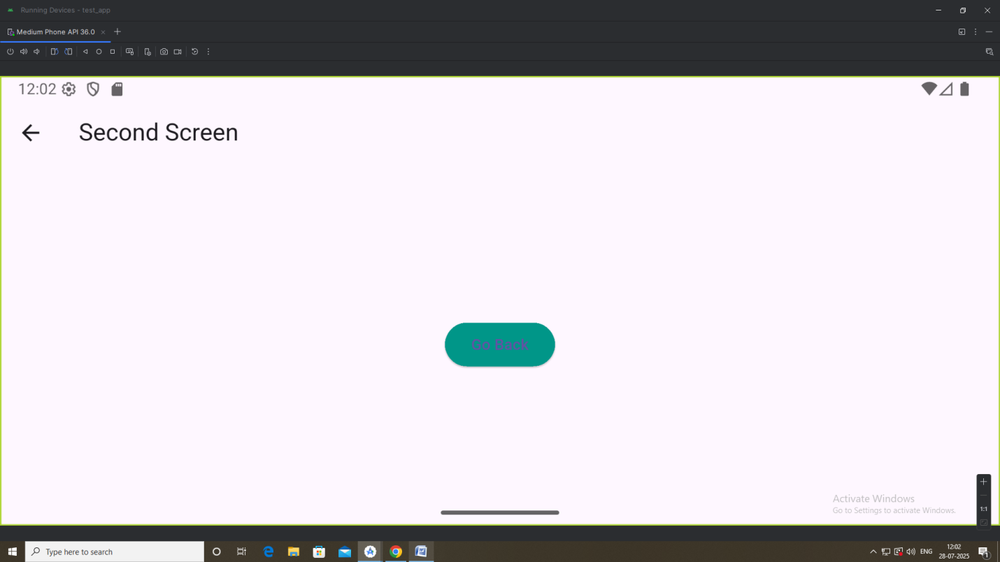 Running Devices - test_app
Medium Phone API 36.0
12:02
Second Screen
Go Back
Activate Windows
Go to Settings to activate Windows.
1:1
Type here to search
ENG
12:02
28-07-2025
1